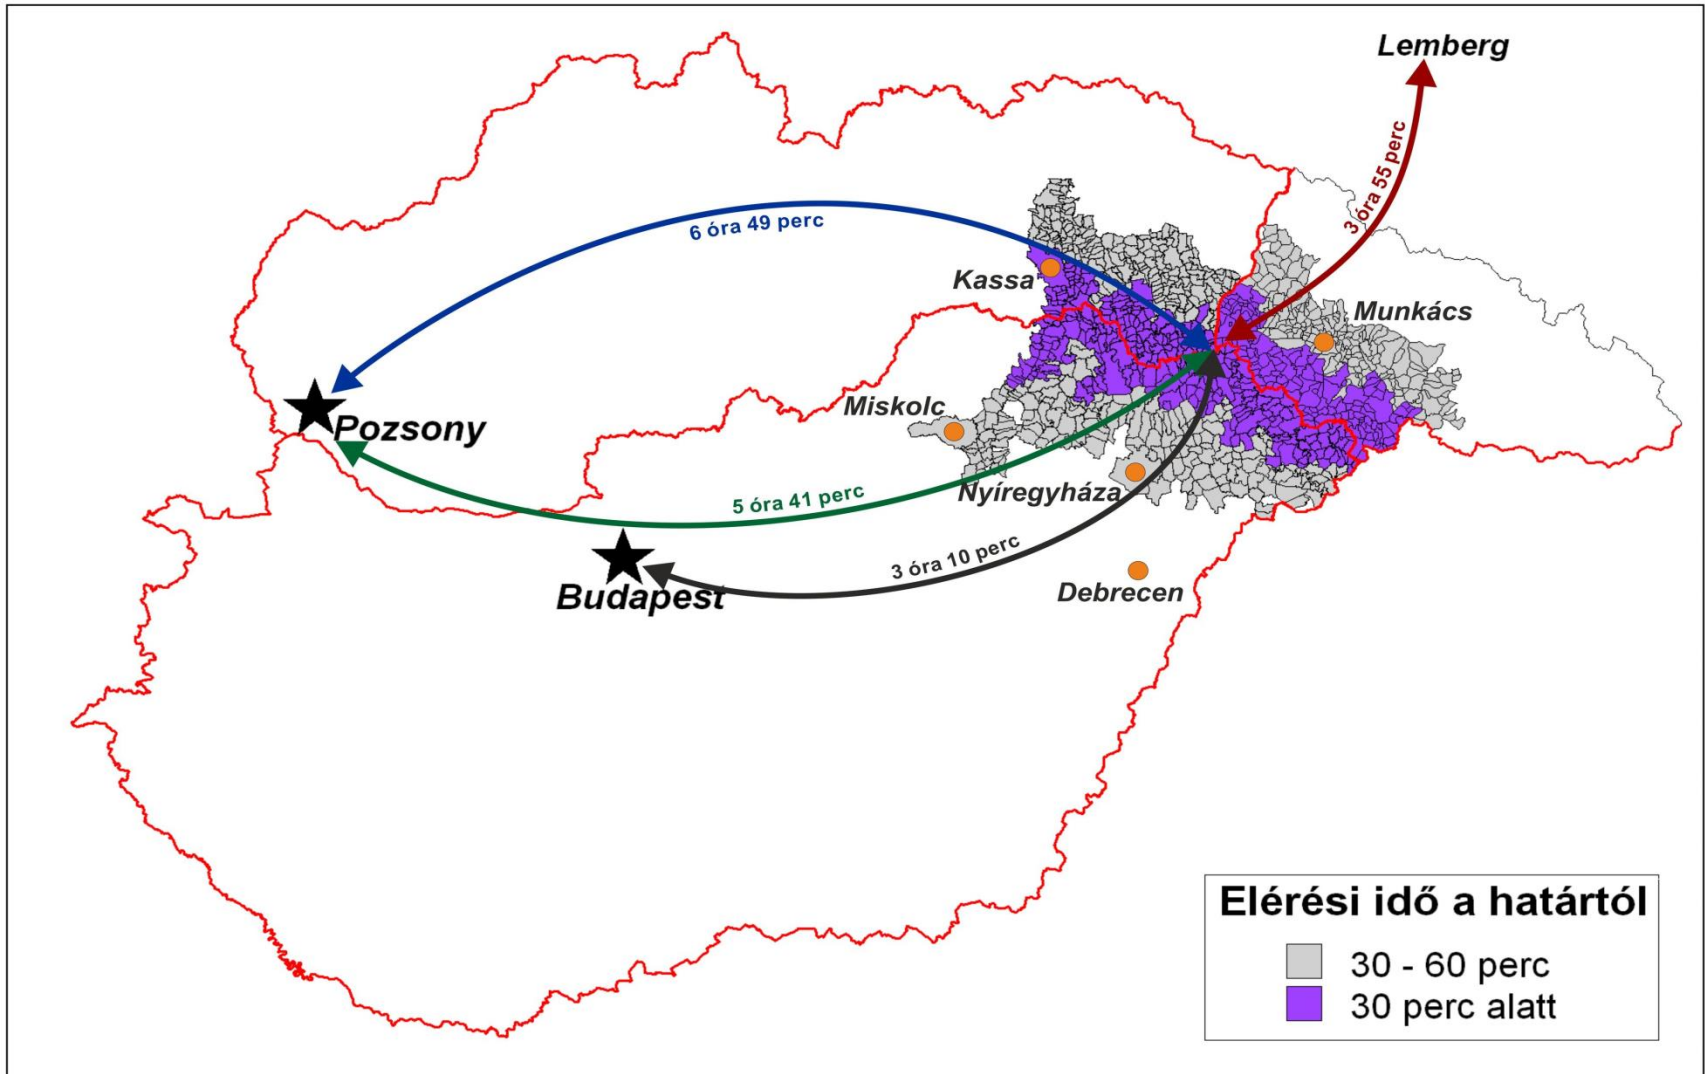 Lemberg
3 óra 55 perc
6 óra 49 perc
Kassa
Munkács
Miskolc
Pozsony
Nyíregyháza
5 óra 41 perc
3 óra 10 perc
Budapest
Debrecen
Elérési idő a határtól
30 - 60 perc
30 perc alatt